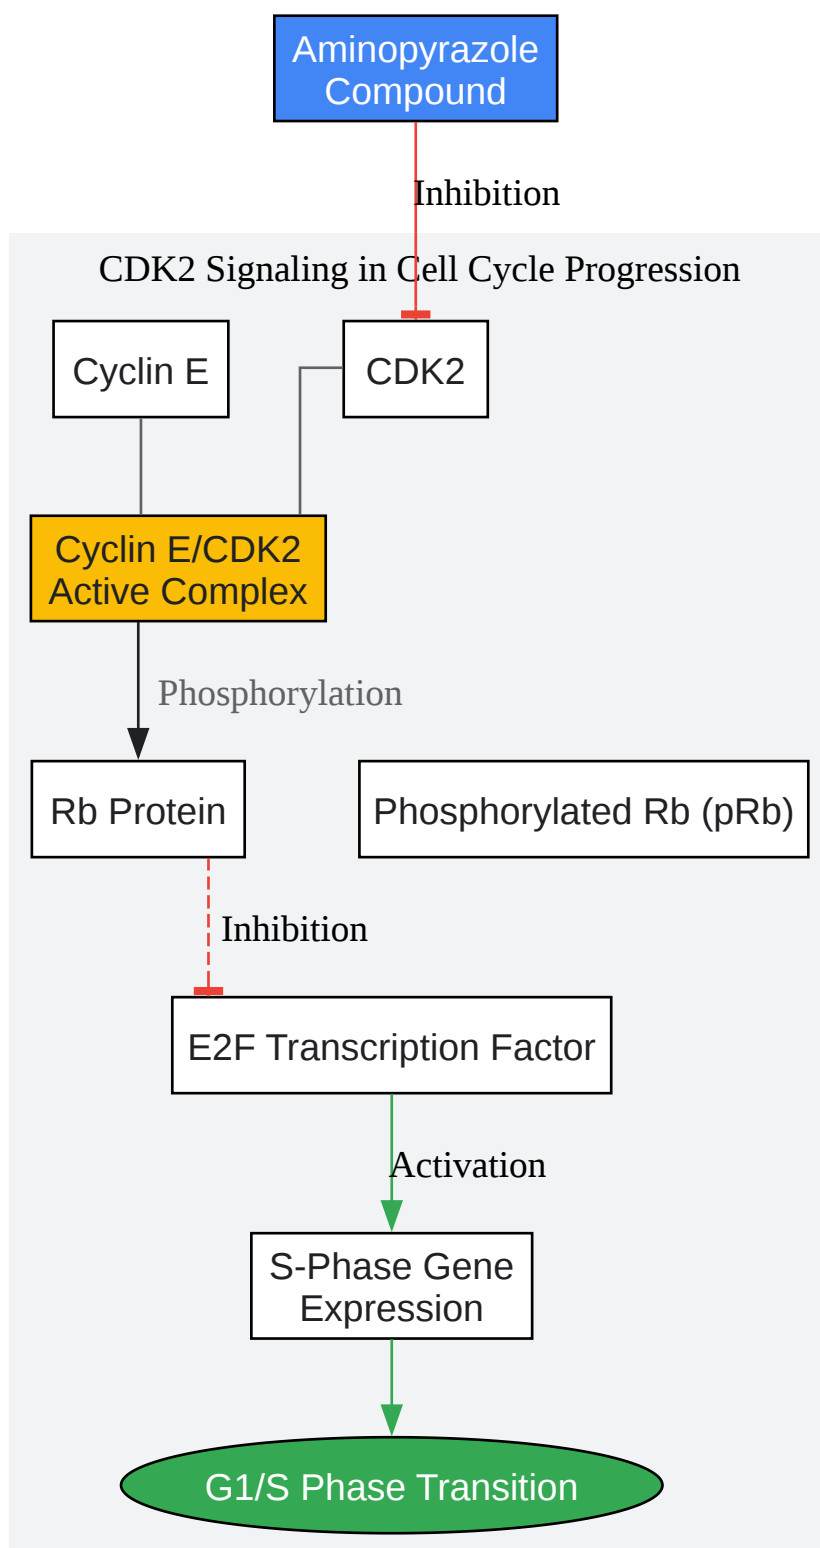 Aminopyrazole
Compound
Inhibition
CDK2 Signaling in Cell Cycle Progression
Cyclin E
CDK2
Cyclin E/CDK2
Active Complex
Phosphorylation
Rb Protein
Phosphorylated Rb (pRb)
Inhibition
E2F Transcription Factor
Activation
S-Phase Gene
Expression
G1/S Phase Transition